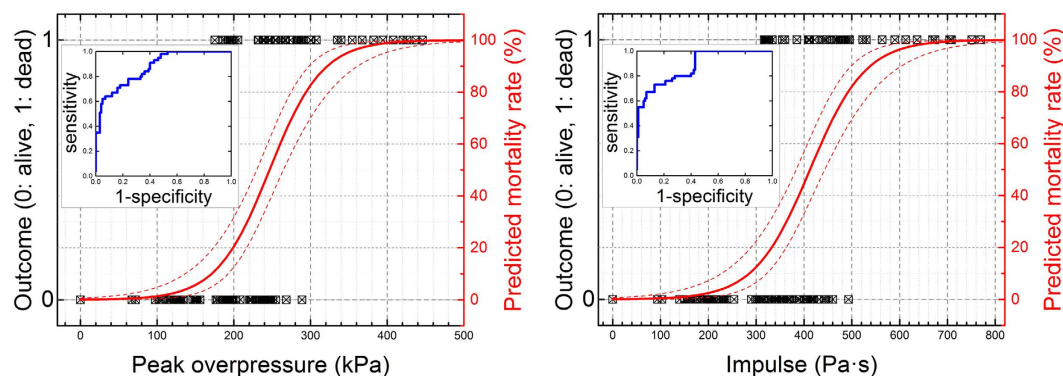 Outcome (0: alive, 1: dead)
1
0
sensitivity
1.0
0.8
0.6
0.4
0.2
0.0
0.0 0.2 0.4 0.6 0.8 1.0
1-specificity
100
80
60
40
20
0
Predicted mortality rate (%)
0 100 200 300 400 500
Peak overpressure (kPa)
Outcome (0: alive, 1: dead)
1
0
sensitivity
1.0
0.8
0.6
0.4
0.2
0.0
0.0 0.2 0.4 0.6 0.8 1.0
1-specificity
100
80
60
40
20
0
Predicted mortality rate (%)
0 100 200 300 400 500 600 700 800
Impulse (Pa·s)